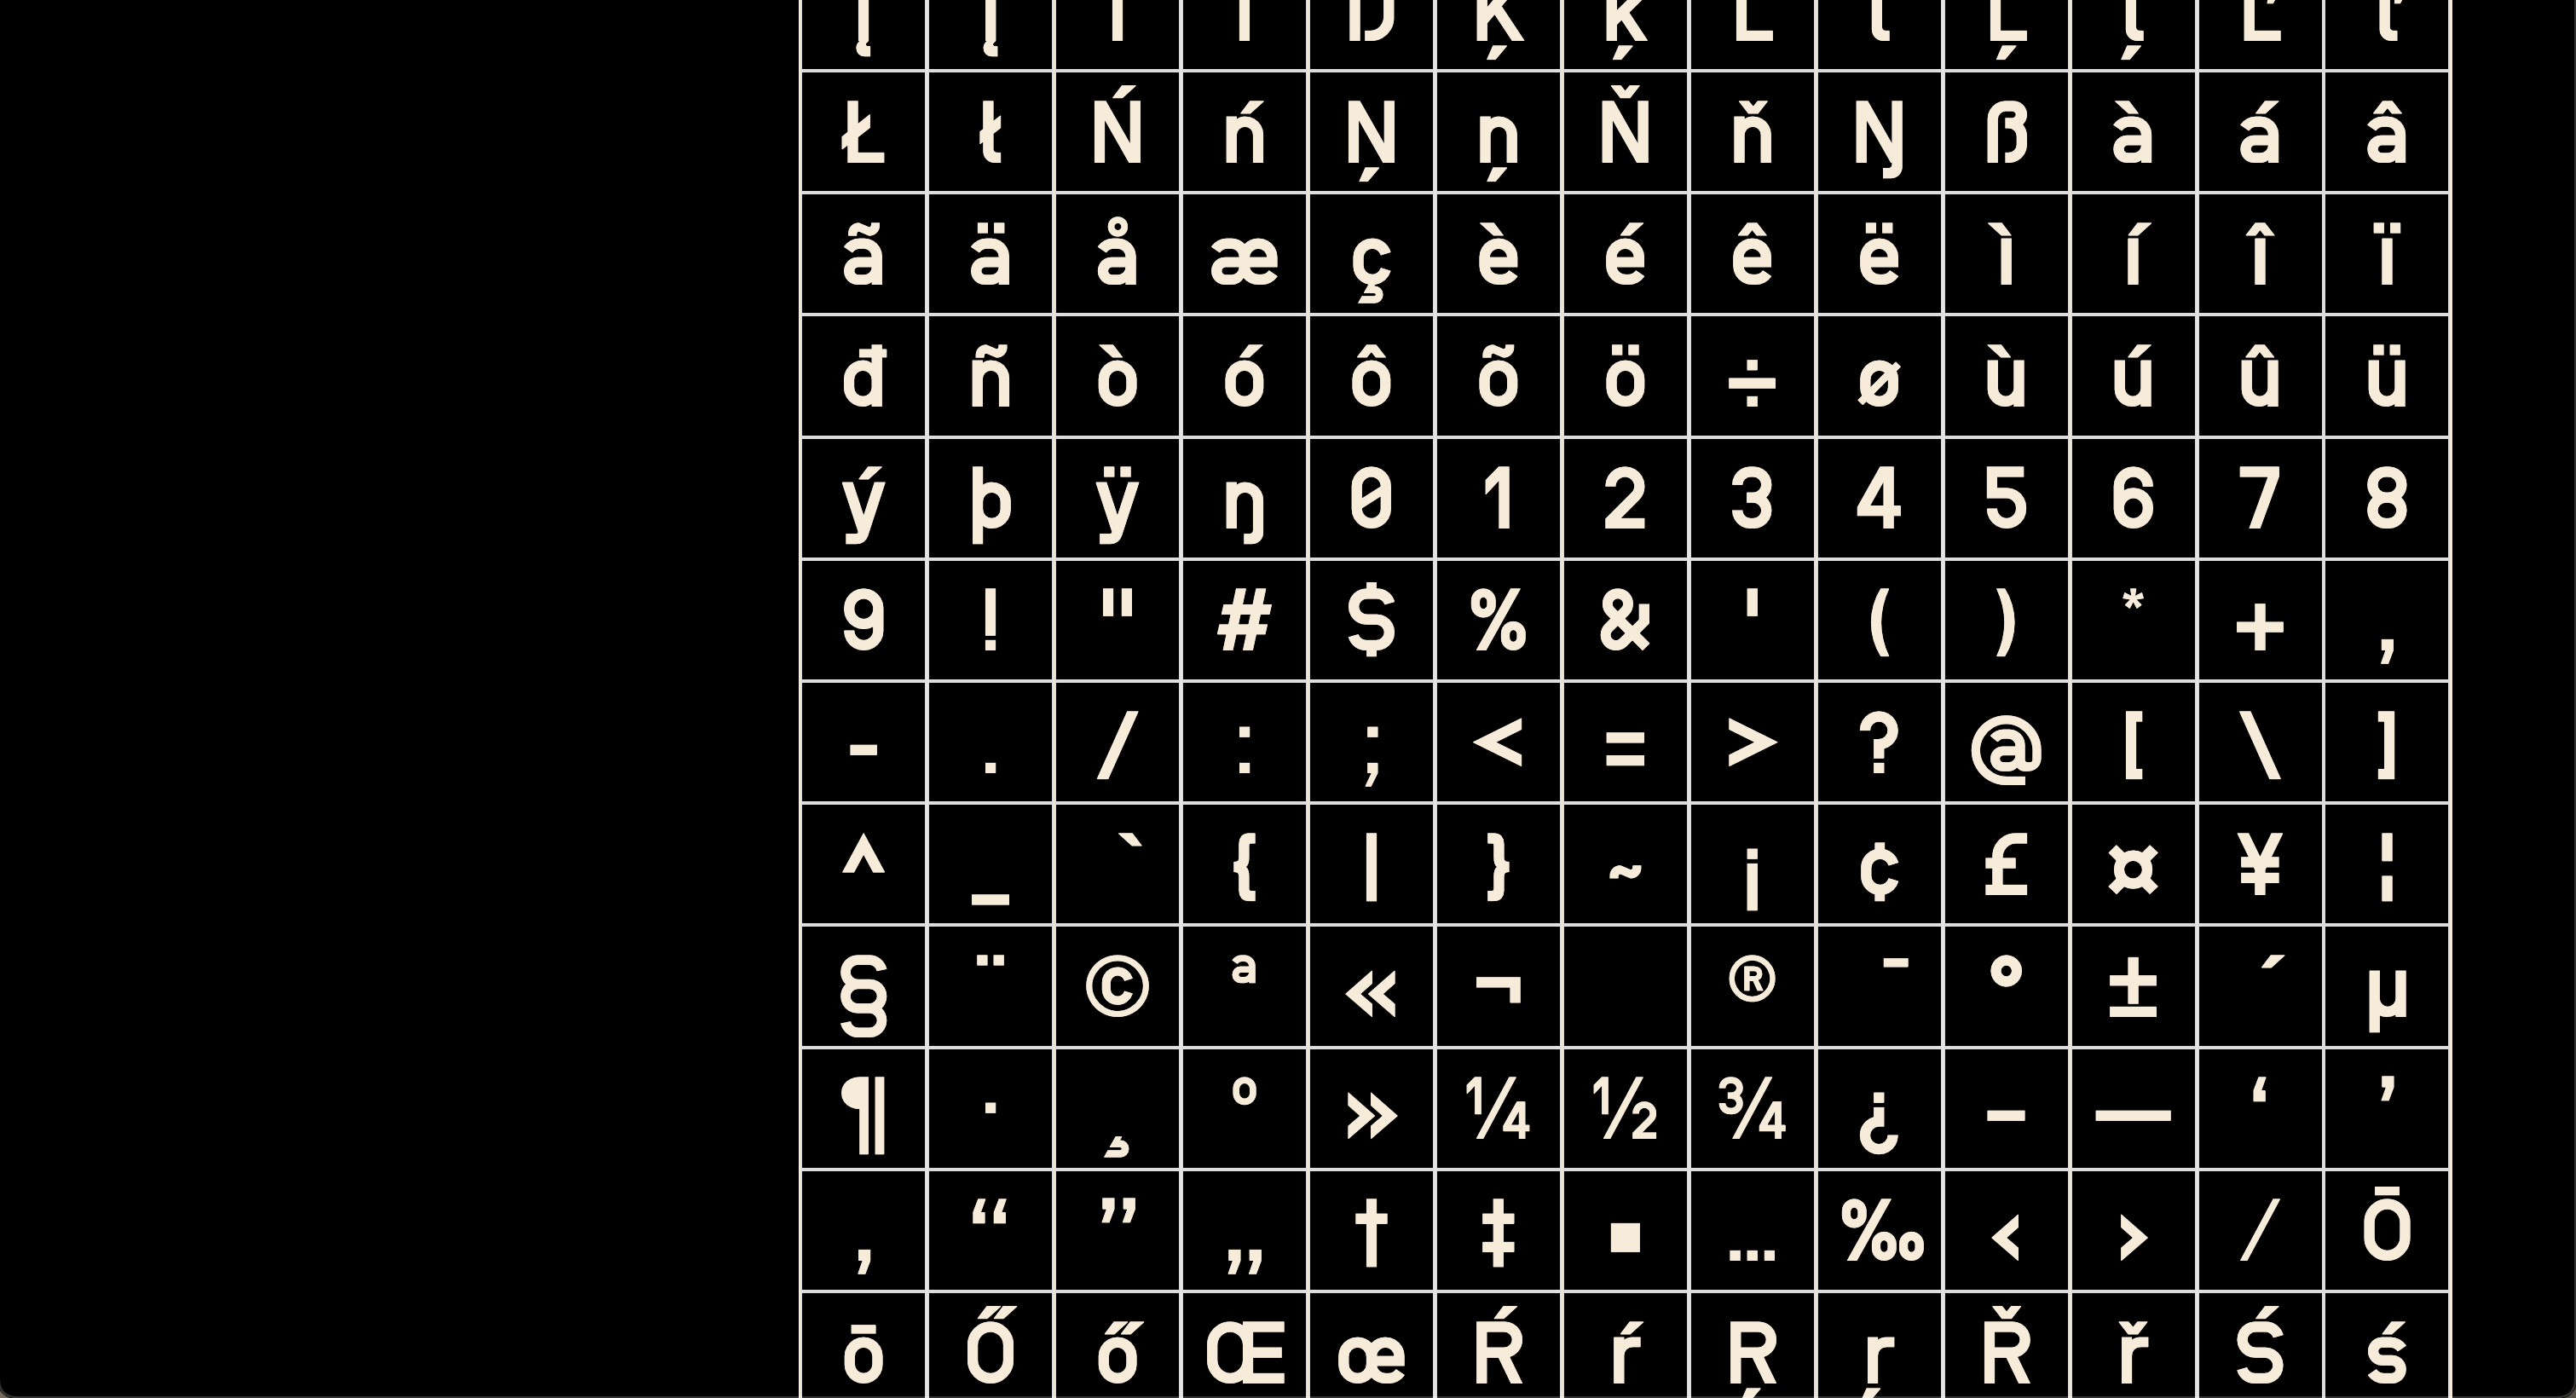 Į į Ķ ķ Ļ ļ Ľ ľ
Ł ł Ń ń Ņ ņ Ň ň Ŋ ß à á â
ã ä å æ ç è é ê ë ì í î ï
đ ñ ò ó ô õ ö ÷ ø ù ú û ü
ý þ ÿ ŋ 0 1 2 3 4 5 6 7 8
9 ! " # $ % & ' ( ) * + ,
- . / : ; < = > ? @ [ \ ]
^ _ ` { | } ~ ¡ ¢ £ ¤ ¥ ¦
§ ¨ © ª « ¬ ® ¯ ° ± ´ µ
¶ · ¸ º » ¼ ½ ¾ ¿ – — ‘ ’
‚ “ ” „ † ‡ ▪ … ‰ ‹ › ⁄ Ō
ō Ő ő Œ œ Ŕ ŕ Ŗ ŗ Ř ř Ś ś